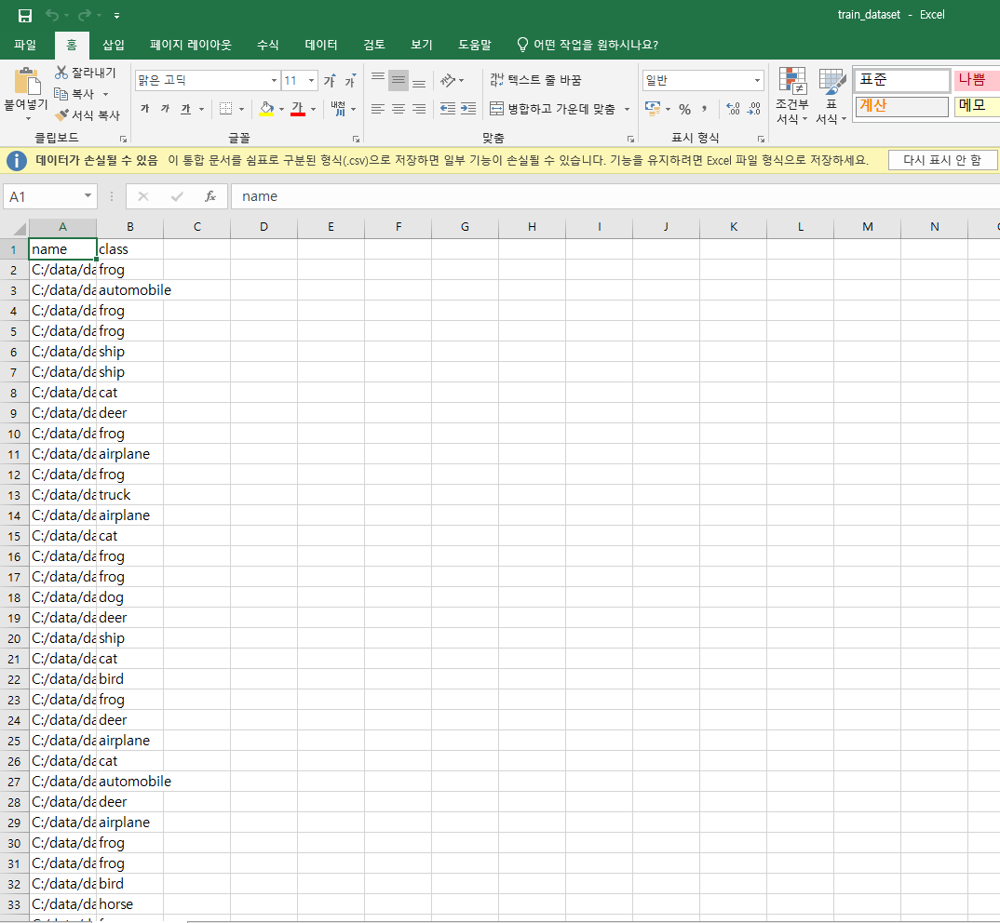 train_dataset - Excel
파일 홈 삽입 페이지 레이아웃 수식 데이터 검토 보기 도움말 어떤 작업을 원하시나요?
붙여넣기
잘라내기
복사
서식 복사
클립보드
맑은 고딕 11 가 가
가 가 가 가 내천
글꼴
텍스트 줄 바꿈
병합하고 가운데 맞춤
맞춤
일반
% ,
표시 형식
조건부 서식
표 서식
표준 나쁨
계산 메모
데이터가 손실될 수 있음 이 통합 문서를 쉼표로 구분된 형식(.csv)으로 저장하면 일부 기능이 손실될 수 있습니다. 기능을 유지하려면 Excel 파일 형식으로 저장하세요. 다시 표시 안 함
A1 fx name
A B C D E F G H I J K L M N
1 name class
2 C:/data/da frog
3 C:/data/da automobile
4 C:/data/da frog
5 C:/data/da frog
6 C:/data/da ship
7 C:/data/da ship
8 C:/data/da cat
9 C:/data/da deer
10 C:/data/da frog
11 C:/data/da airplane
12 C:/data/da frog
13 C:/data/da truck
14 C:/data/da airplane
15 C:/data/da cat
16 C:/data/da frog
17 C:/data/da frog
18 C:/data/da dog
19 C:/data/da deer
20 C:/data/da ship
21 C:/data/da cat
22 C:/data/da bird
23 C:/data/da frog
24 C:/data/da deer
25 C:/data/da airplane
26 C:/data/da cat
27 C:/data/da automobile
28 C:/data/da deer
29 C:/data/da airplane
30 C:/data/da frog
31 C:/data/da frog
32 C:/data/da bird
33 C:/data/da horse